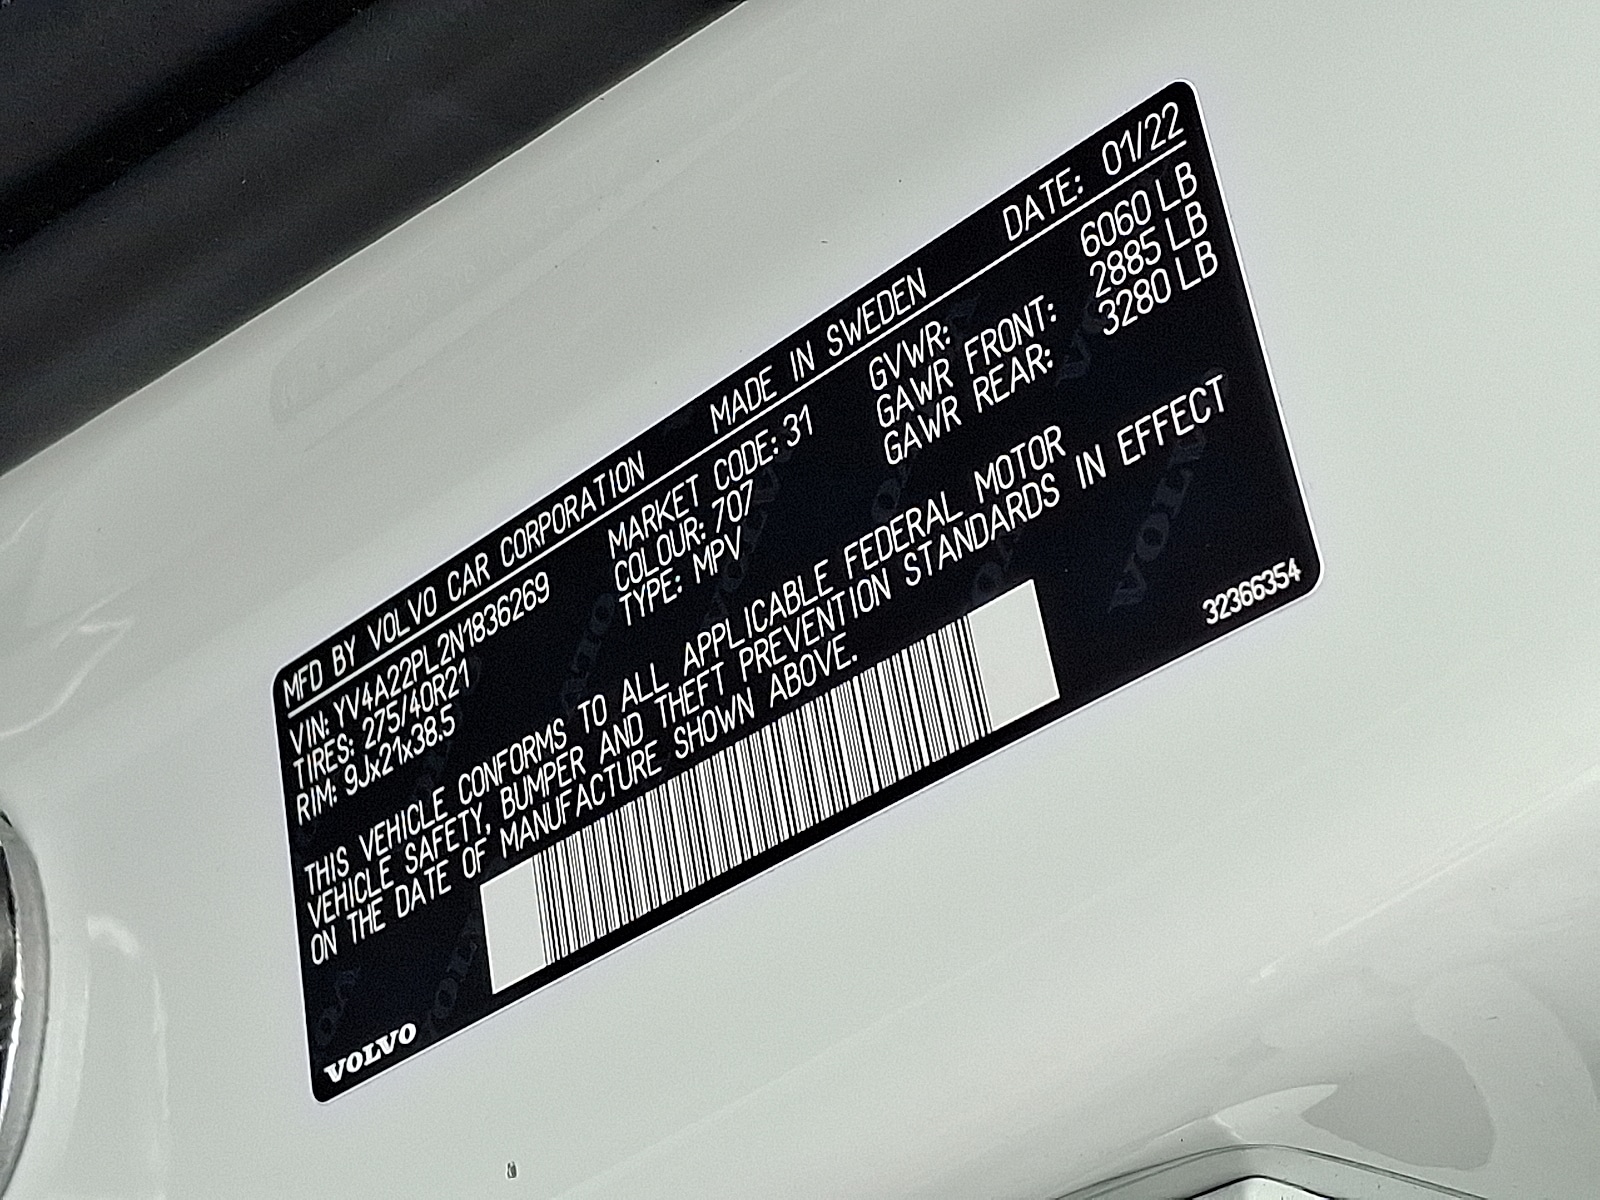 MFD BY VOLVO CAR CORPORATION MADE IN SWEDEN DATE: 01/22
VIN: YV4A22PL2N1836269 MARKET CODE: 31 GVWR: 6060 LB
TIRES: 275/40R21 COLOUR: 707 GAWR FRONT: 2885 LB
RIM: 9Jx21x38.5 TYPE: MPV GAWR REAR: 3280 LB
THIS VEHICLE CONFORMS TO ALL APPLICABLE FEDERAL MOTOR
VEHICLE SAFETY, BUMPER AND THEFT PREVENTION STANDARDS IN EFFECT
ON THE DATE OF MANUFACTURE SHOWN ABOVE.
VOLVO 32366354